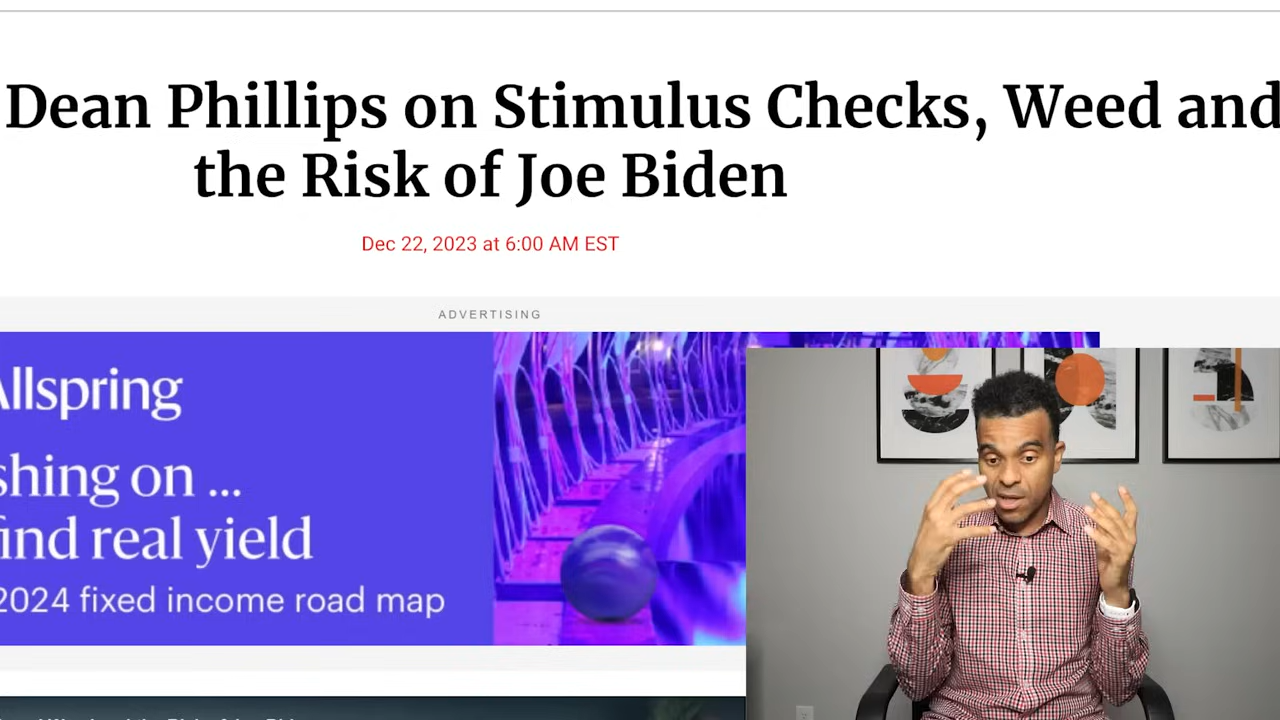 Dean Phillips on Stimulus Checks, Weed and
the Risk of Joe Biden
Dec 22, 2023 at 6:00 AM EST
ADVERTISING
Allspring
shing on ...
find real yield
2024 fixed income road map